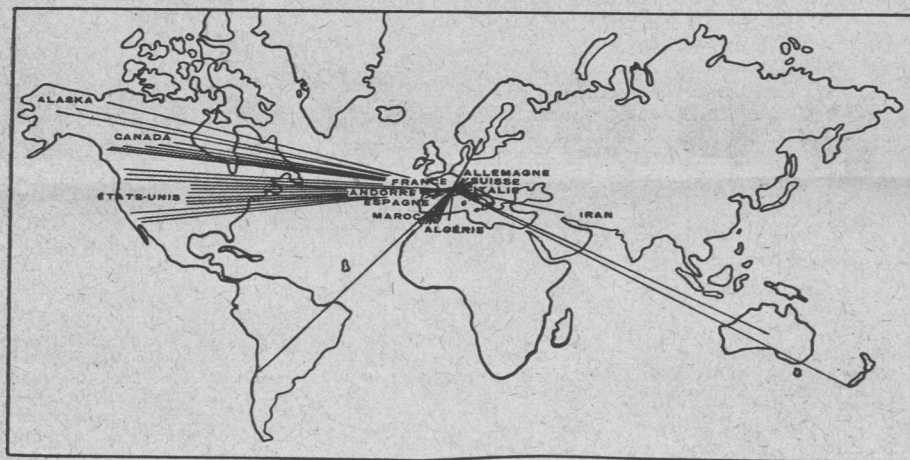 ALASKA
CANADA
ÉTATS-UNIS
ALLEMAGNE
FRANCE
SUISSE
ANDORRE
ITALIE
ESPAGNE
MAROC
ALGÉRIE
IRAN